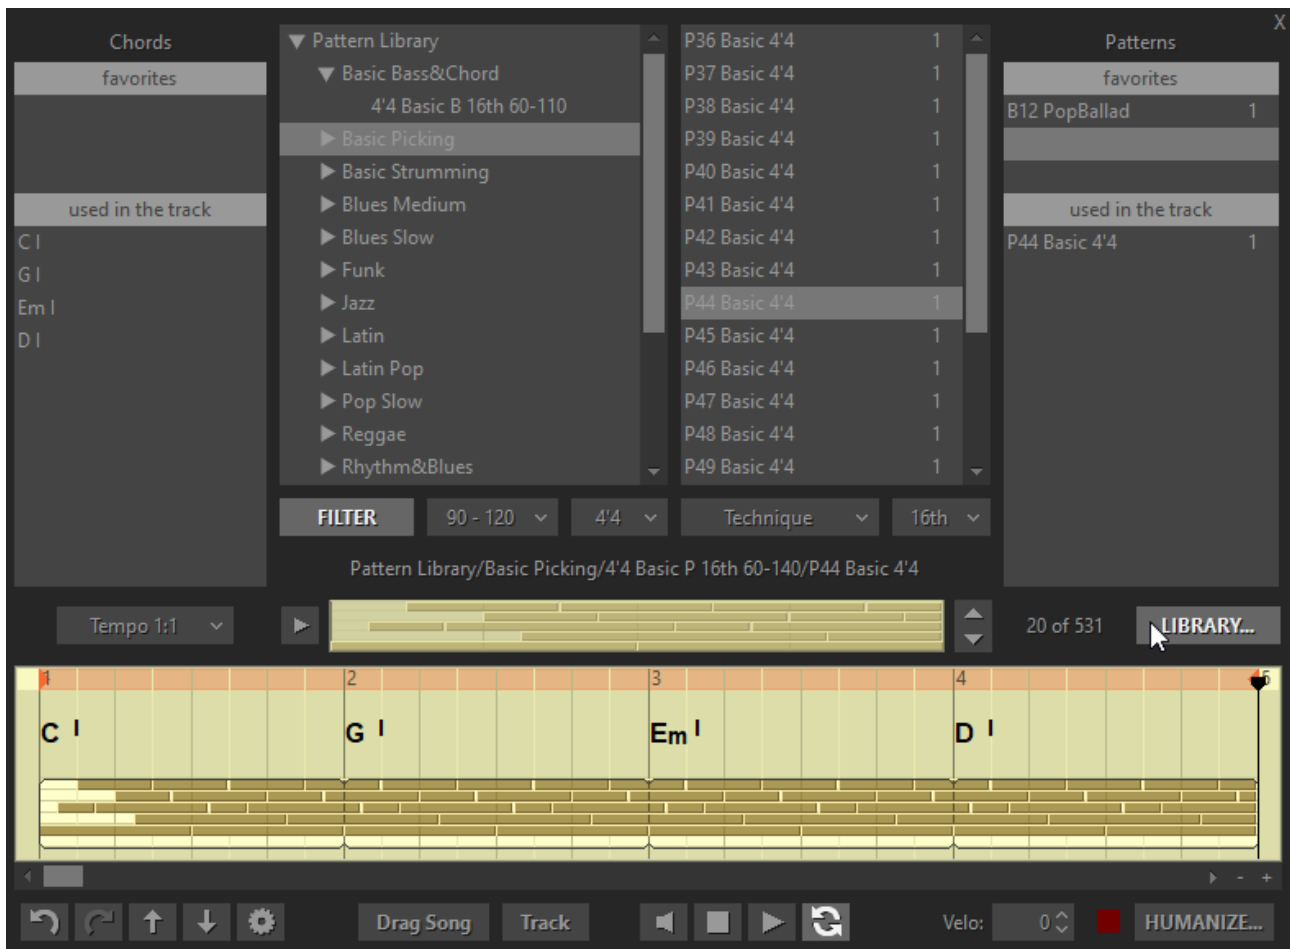 X
Chords
favorites
used in the track
C I
G I
Em I
D I
Pattern Library
Basic Bass&Chord
4'4 Basic B 16th 60-110
Basic Picking
Basic Strumming
Blues Medium
Blues Slow
Funk
Jazz
Latin
Latin Pop
Pop Slow
Reggae
Rhythm&Blues
P36 Basic 4'4 1
P37 Basic 4'4 1
P38 Basic 4'4 1
P39 Basic 4'4 1
P40 Basic 4'4 1
P41 Basic 4'4 1
P42 Basic 4'4 1
P43 Basic 4'4 1
P44 Basic 4'4 1
P45 Basic 4'4 1
P46 Basic 4'4 1
P47 Basic 4'4 1
P48 Basic 4'4 1
P49 Basic 4'4 1
Patterns
favorites
B12 PopBallad 1
used in the track
P44 Basic 4'4 1
FILTER 90 - 120 4'4 Technique 16th
Pattern Library/Basic Picking/4'4 Basic P 16th 60-140/P44 Basic 4'4
Tempo 1:1 20 of 531 LIBRARY...
1 2 3 4 5
C I G I Em I D I
- +
Drag Song Track Velo: 0 HUMANIZE...